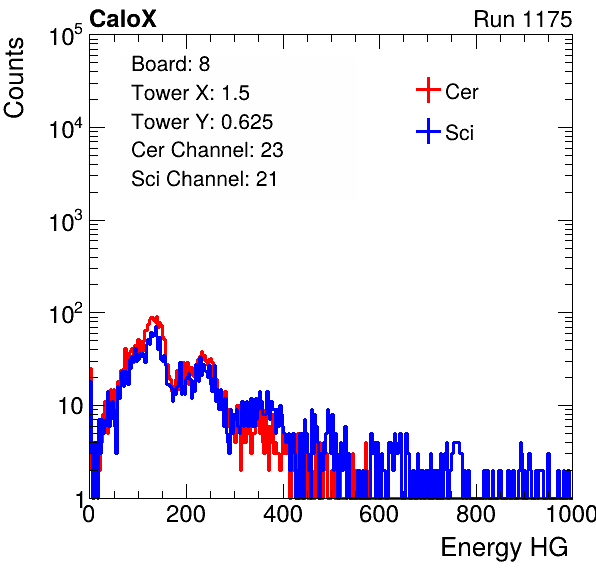 CaloX Run 1175
Counts
10^5
10^4
10^3
10^2
10
1
Board: 8
Tower X: 1.5
Tower Y: 0.625
Cer Channel: 23
Sci Channel: 21
Cer
Sci
0 200 400 600 800 1000
Energy HG